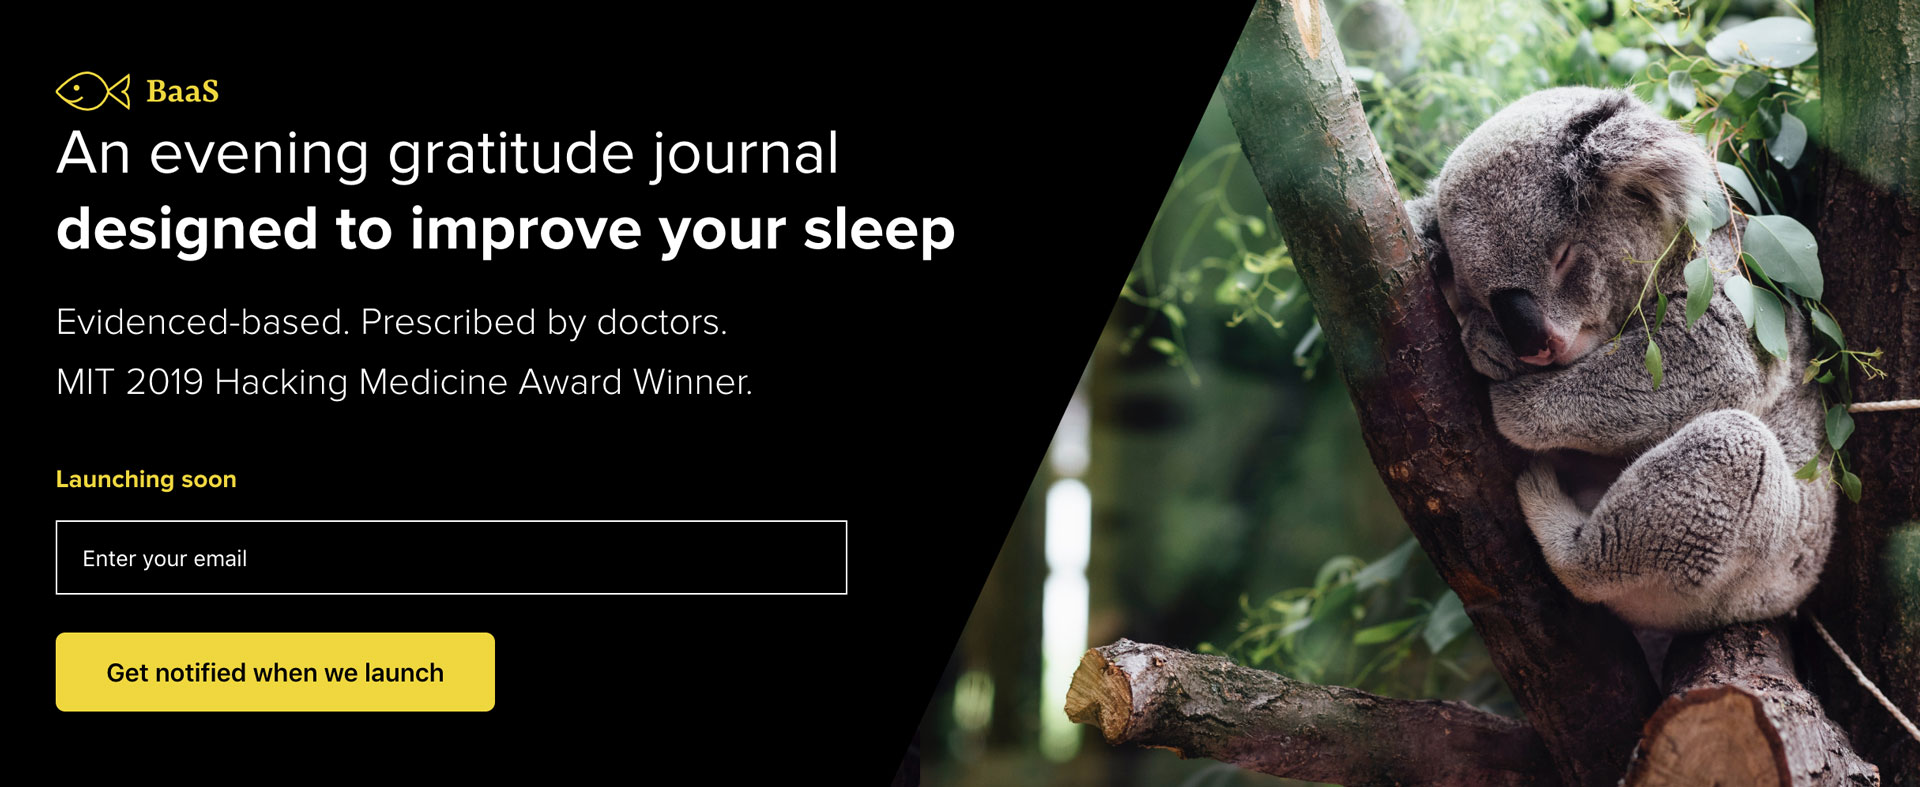 BaaS
An evening gratitude journal
designed to improve your sleep
Evidenced-based. Prescribed by doctors.
MIT 2019 Hacking Medicine Award Winner.
Launching soon
Enter your email
Get notified when we launch